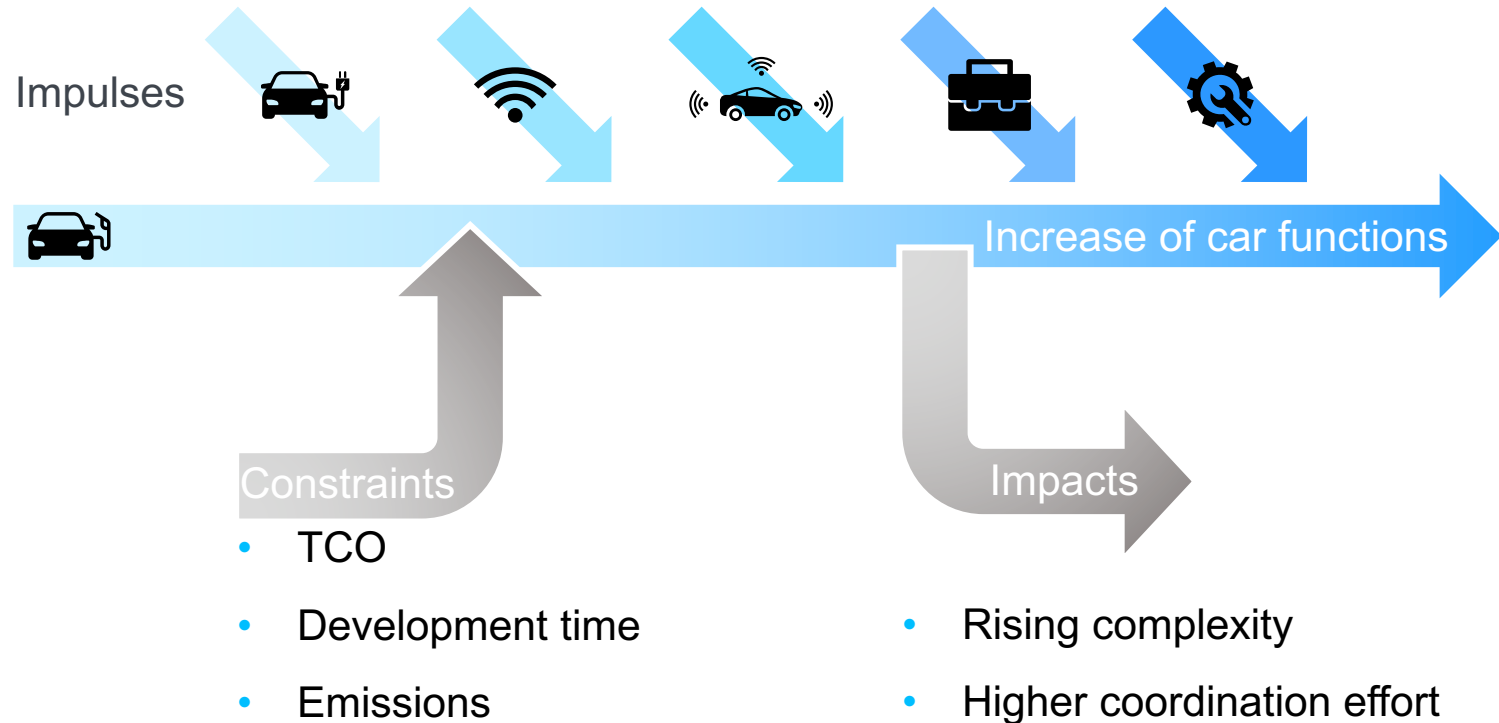 Impulses
Increase of car functions
Constraints
• TCO
• Development time
• Emissions
Impacts
• Rising complexity
• Higher coordination effort